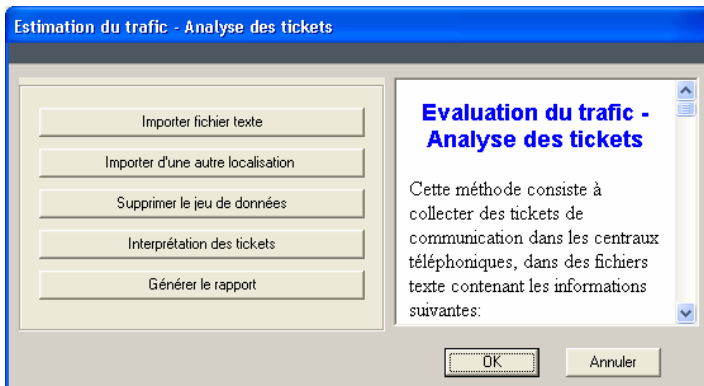 Estimation du trafic - Analyse des tickets
Importer fichier texte
Importer d'une autre localisation
Supprimer le jeu de données
Interprétation des tickets
Générer le rapport
Evaluation du trafic -
Analyse des tickets
Cette méthode consiste à
collecter des tickets de
communication dans les centraux
téléphoniques, dans des fichiers
texte contenant les informations
suivantes:
OK
Annuler